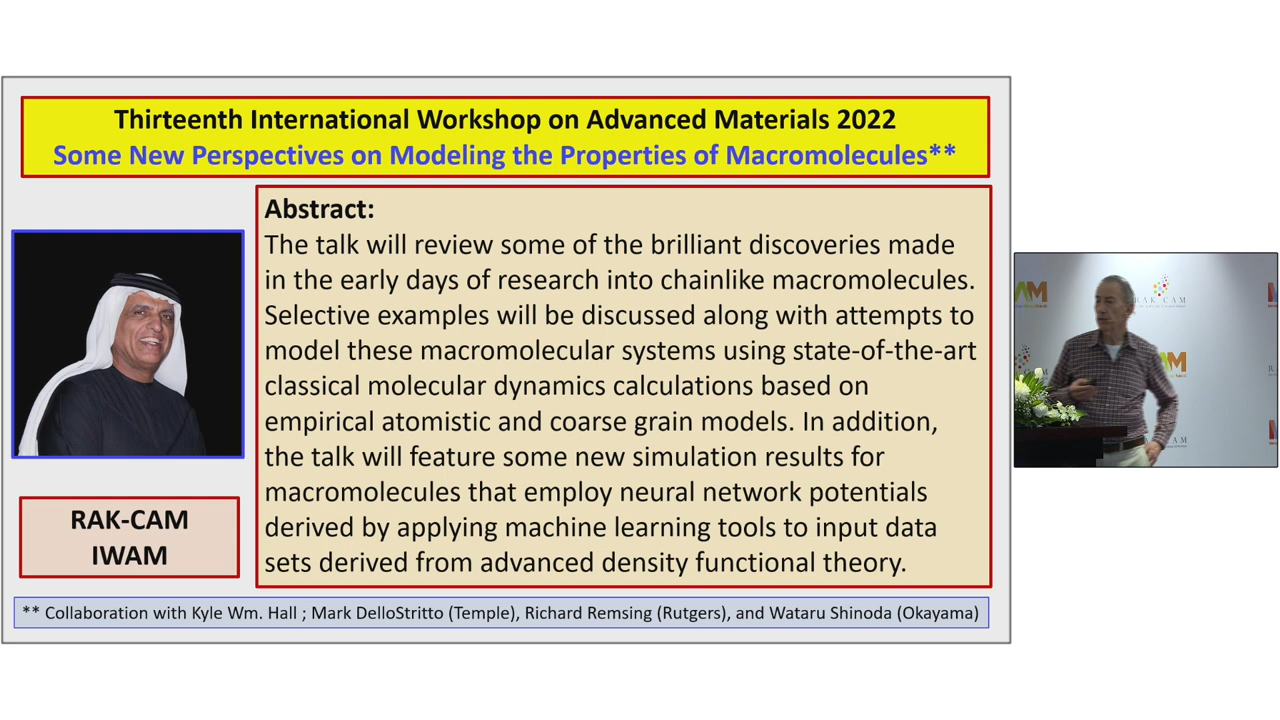 Thirteenth International Workshop on Advanced Materials 2022
Some New Perspectives on Modeling the Properties of Macromolecules**
Abstract:
The talk will review some of the brilliant discoveries made
in the early days of research into chainlike macromolecules.
Selective examples will be discussed along with attempts to
model these macromolecular systems using state-of-the-art
classical molecular dynamics calculations based on
empirical atomistic and coarse grain models. In addition,
the talk will feature some new simulation results for
macromolecules that employ neural network potentials
derived by applying machine learning tools to input data
sets derived from advanced density functional theory.
RAK-CAM
IWAM
** Collaboration with Kyle Wm. Hall ; Mark DelloStritto (Temple), Richard Remsing (Rutgers), and Wataru Shinoda (Okayama)
RAK CAM